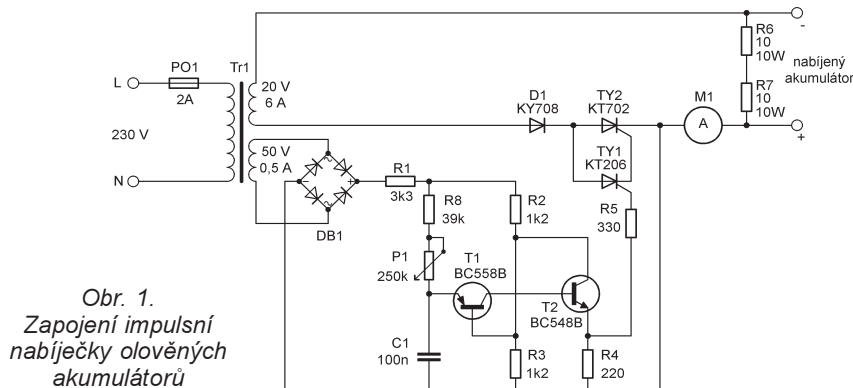 PO1
2A
L
230 V
N
Tr1
20 V
6 A
50 V
0,5 A
DB1
D1
KY708
TY2
KT702
TY1
KT206
M1
A
R6
10
10W
R7
10
10W
-
nabíjený
akumulátor
+
R1
3k3
R8
39k
R2
1k2
R5
330
P1
250k
T1
BC558B
T2
BC548B
C1
100n
R3
1k2
R4
220
Obr. 1.
Zapojení impulsní
nabíječky olověných
akumulátorů